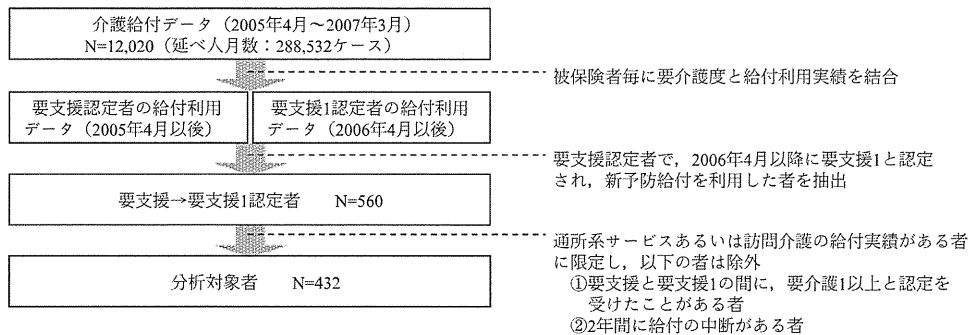 介護給付データ（2005年4月～2007年3月）
N=12,020（延べ人月数：288,532ケース）
被保険者毎に要介護度と給付利用実績を結合
要支援認定者の給付利用
データ（2005年4月以後）
要支援1認定者の給付利用
データ（2006年4月以後）
要支援認定者で，2006年4月以降に要支援1と認定
され，新予防給付を利用した者を抽出
要支援→要支援1認定者 N=560
通所系サービスあるいは訪問介護の給付実績がある者
に限定し，以下の者は除外
①要支援と要支援1の間に，要介護1以上と認定を
受けたことがある者
②2年間に給付の中断がある者
分析対象者 N=432